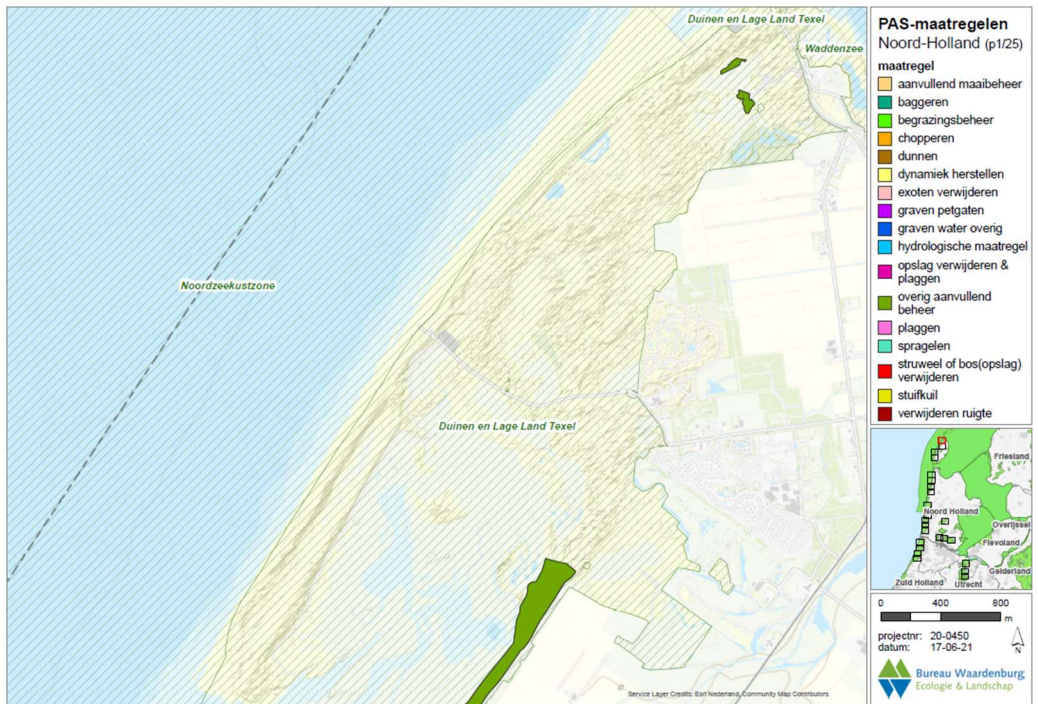 Duinen en Lage Land Texel
Waddenzee
Noordzeekustzone
Duinen en Lage Land Texel
Service Layer Credits: Esri Nederland, Community Map Contributors
PAS-maatregelen
Noord-Holland (p1/25)
maatregel
aanvullend maaibeheer
baggeren
begrazingsbeheer
chopperen
dunnen
dynamiek herstellen
exoten verwijderen
graven petgaten
graven water overig
hydrologische maatregel
opslag verwijderen &
plaggen
overig aanvullend
beheer
plaggen
spragelen
struweel of bos(opslag)
verwijderen
stuifkuil
verwijderen ruigte
Friesland
Noord Holland
Overijssel
Flevoland
Gelderland
Zuid Holland
Utrecht
0 400 800
m
projectnr: 20-0450
datum: 17-06-21
N
Bureau Waardenburg
Ecologie & Landschap